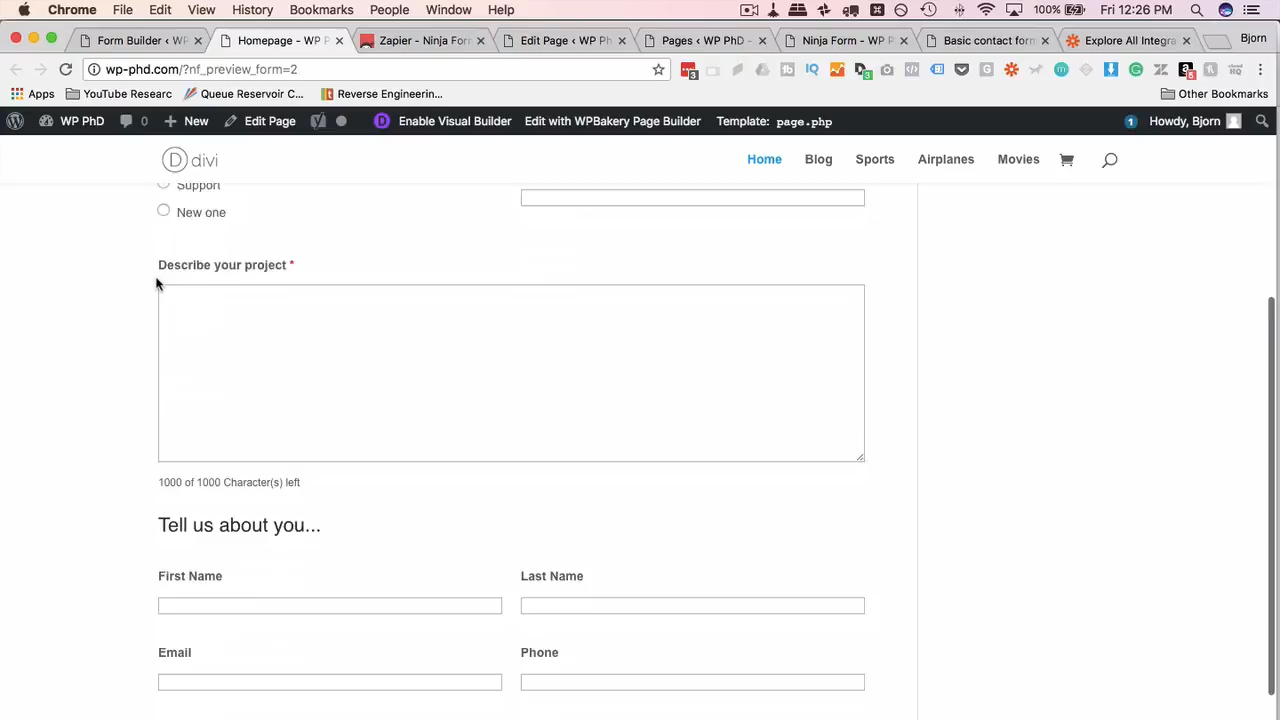 Chrome File Edit View History Bookmarks People Window Help 100% Fri 12:26 PM
Form Builder ‹ WP Homepage - WP P Zapier - Ninja For Edit Page ‹ WP Ph Pages ‹ WP PhD - Ninja Form - WP P Basic contact form Explore All Integra Bjorn
wp-phd.com/?nf_preview_form=2
Apps YouTube Researc Queue Reservoir C... Reverse Engineerin... Other Bookmarks
WP PhD 0 New Edit Page Enable Visual Builder Edit with WPBakery Page Builder Template: page.php 1 Howdy, Bjorn
divi Home Blog Sports Airplanes Movies
Support
New one
Describe your project *
1000 of 1000 Character(s) left
Tell us about you...
First Name Last Name
Email Phone